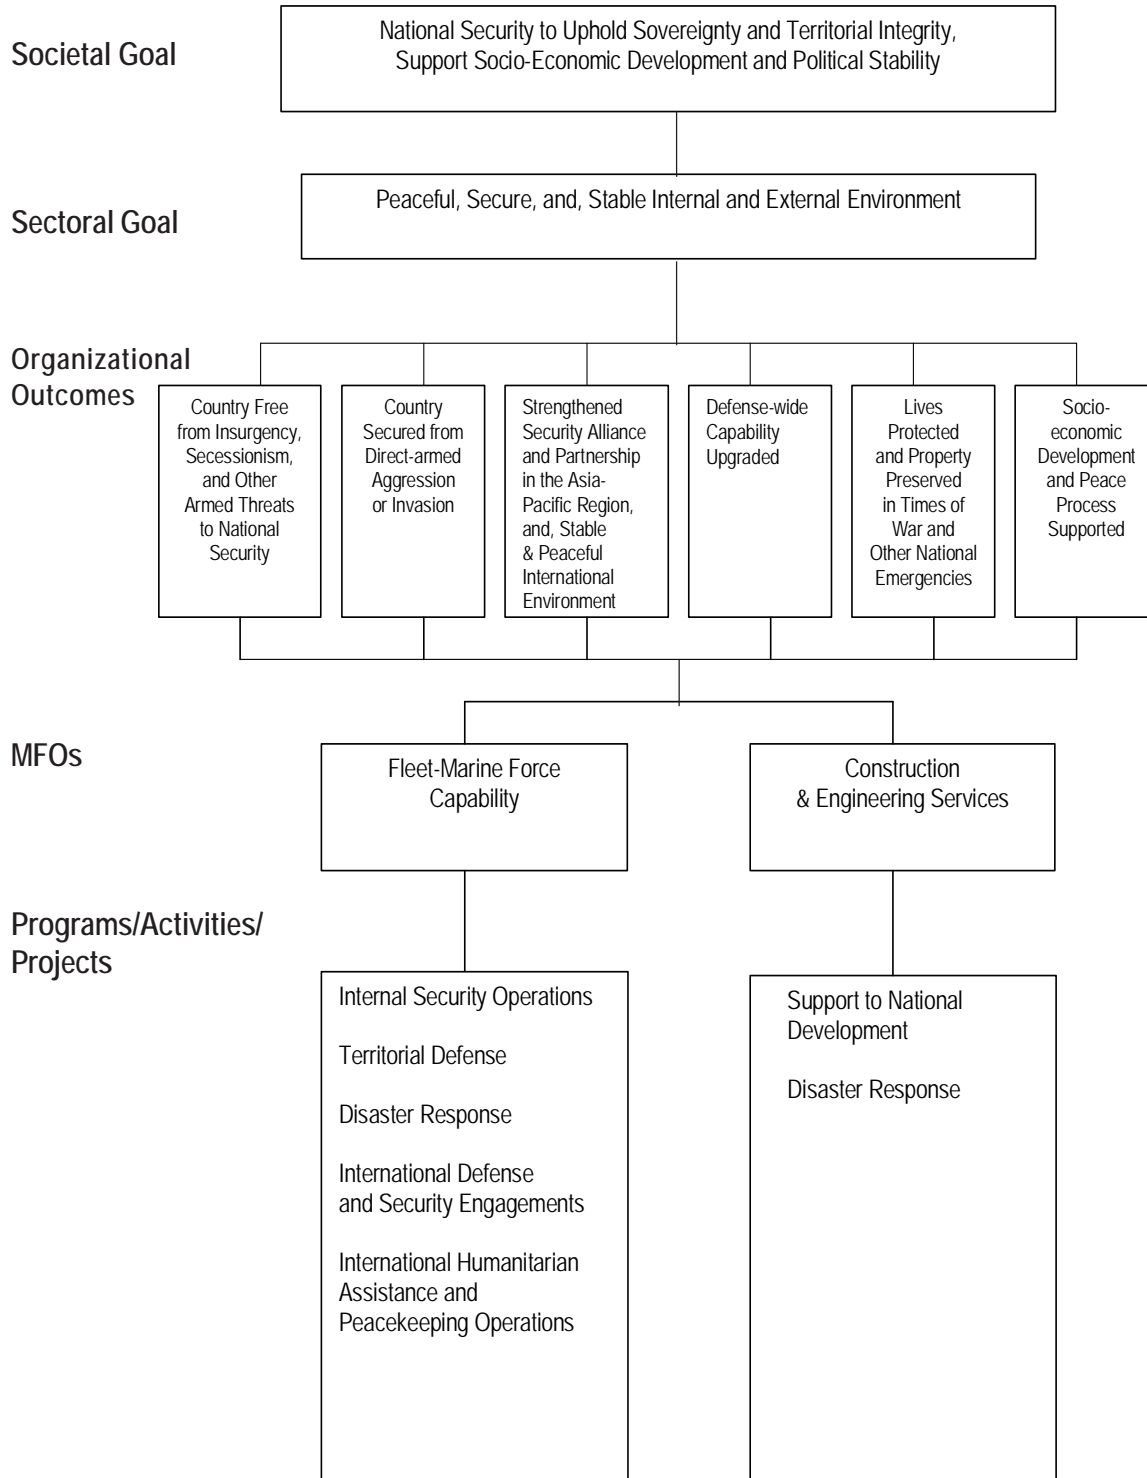 Societal Goal
National Security to Uphold Sovereignty and Territorial Integrity,
Support Socio-Economic Development and Political Stability
Sectoral Goal
Peaceful, Secure, and, Stable Internal and External Environment
Organizational
Outcomes
Country Free
from Insurgency,
Secessionism,
and Other
Armed Threats
to National
Security
Country
Secured from
Direct-armed
Aggression
or Invasion
Strengthened
Security Alliance
and Partnership
in the Asia-
Pacific Region,
and, Stable
& Peaceful
International
Environment
Defense-wide
Capability
Upgraded
Lives
Protected
and Property
Preserved
in Times of
War and
Other National
Emergencies
Socio-
economic
Development
and Peace
Process
Supported
MFOs
Fleet-Marine Force
Capability
Construction
& Engineering Services
Programs/Activities/
Projects
Internal Security Operations
Territorial Defense
Disaster Response
International Defense
and Security Engagements
International Humanitarian
Assistance and
Peacekeeping Operations
Support to National
Development
Disaster Response